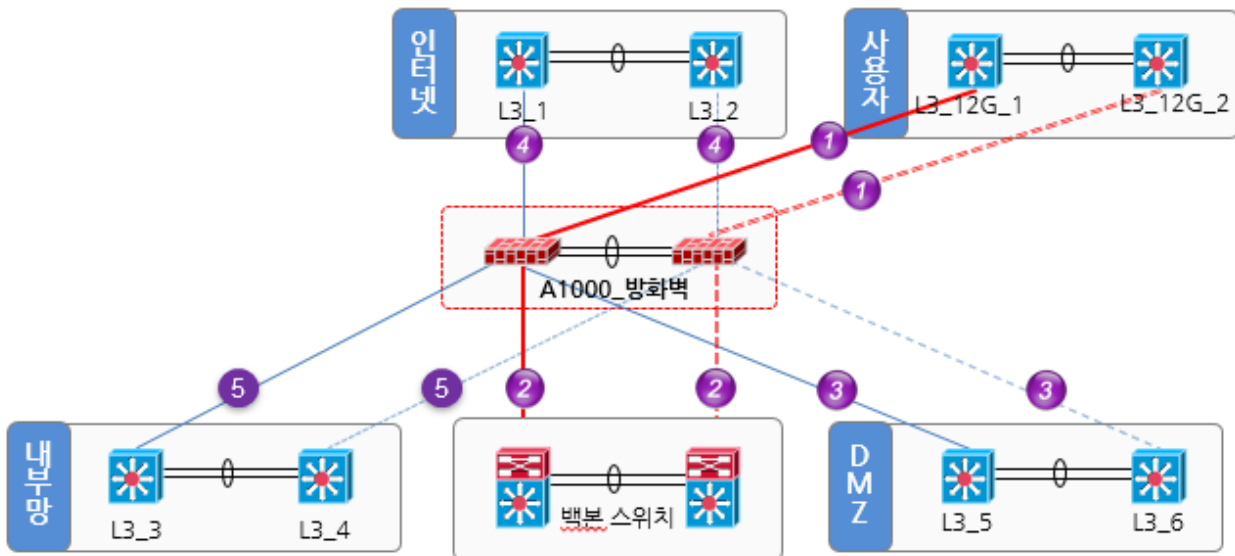 인터넷
L3_1
L3_2
사용자
L3_12G_1
L3_12G_2
4
4
1
1
A1000_방화벽
5
5
2
2
3
3
내부망
L3_3
L3_4
백본 스위치
DMZ
L3_5
L3_6